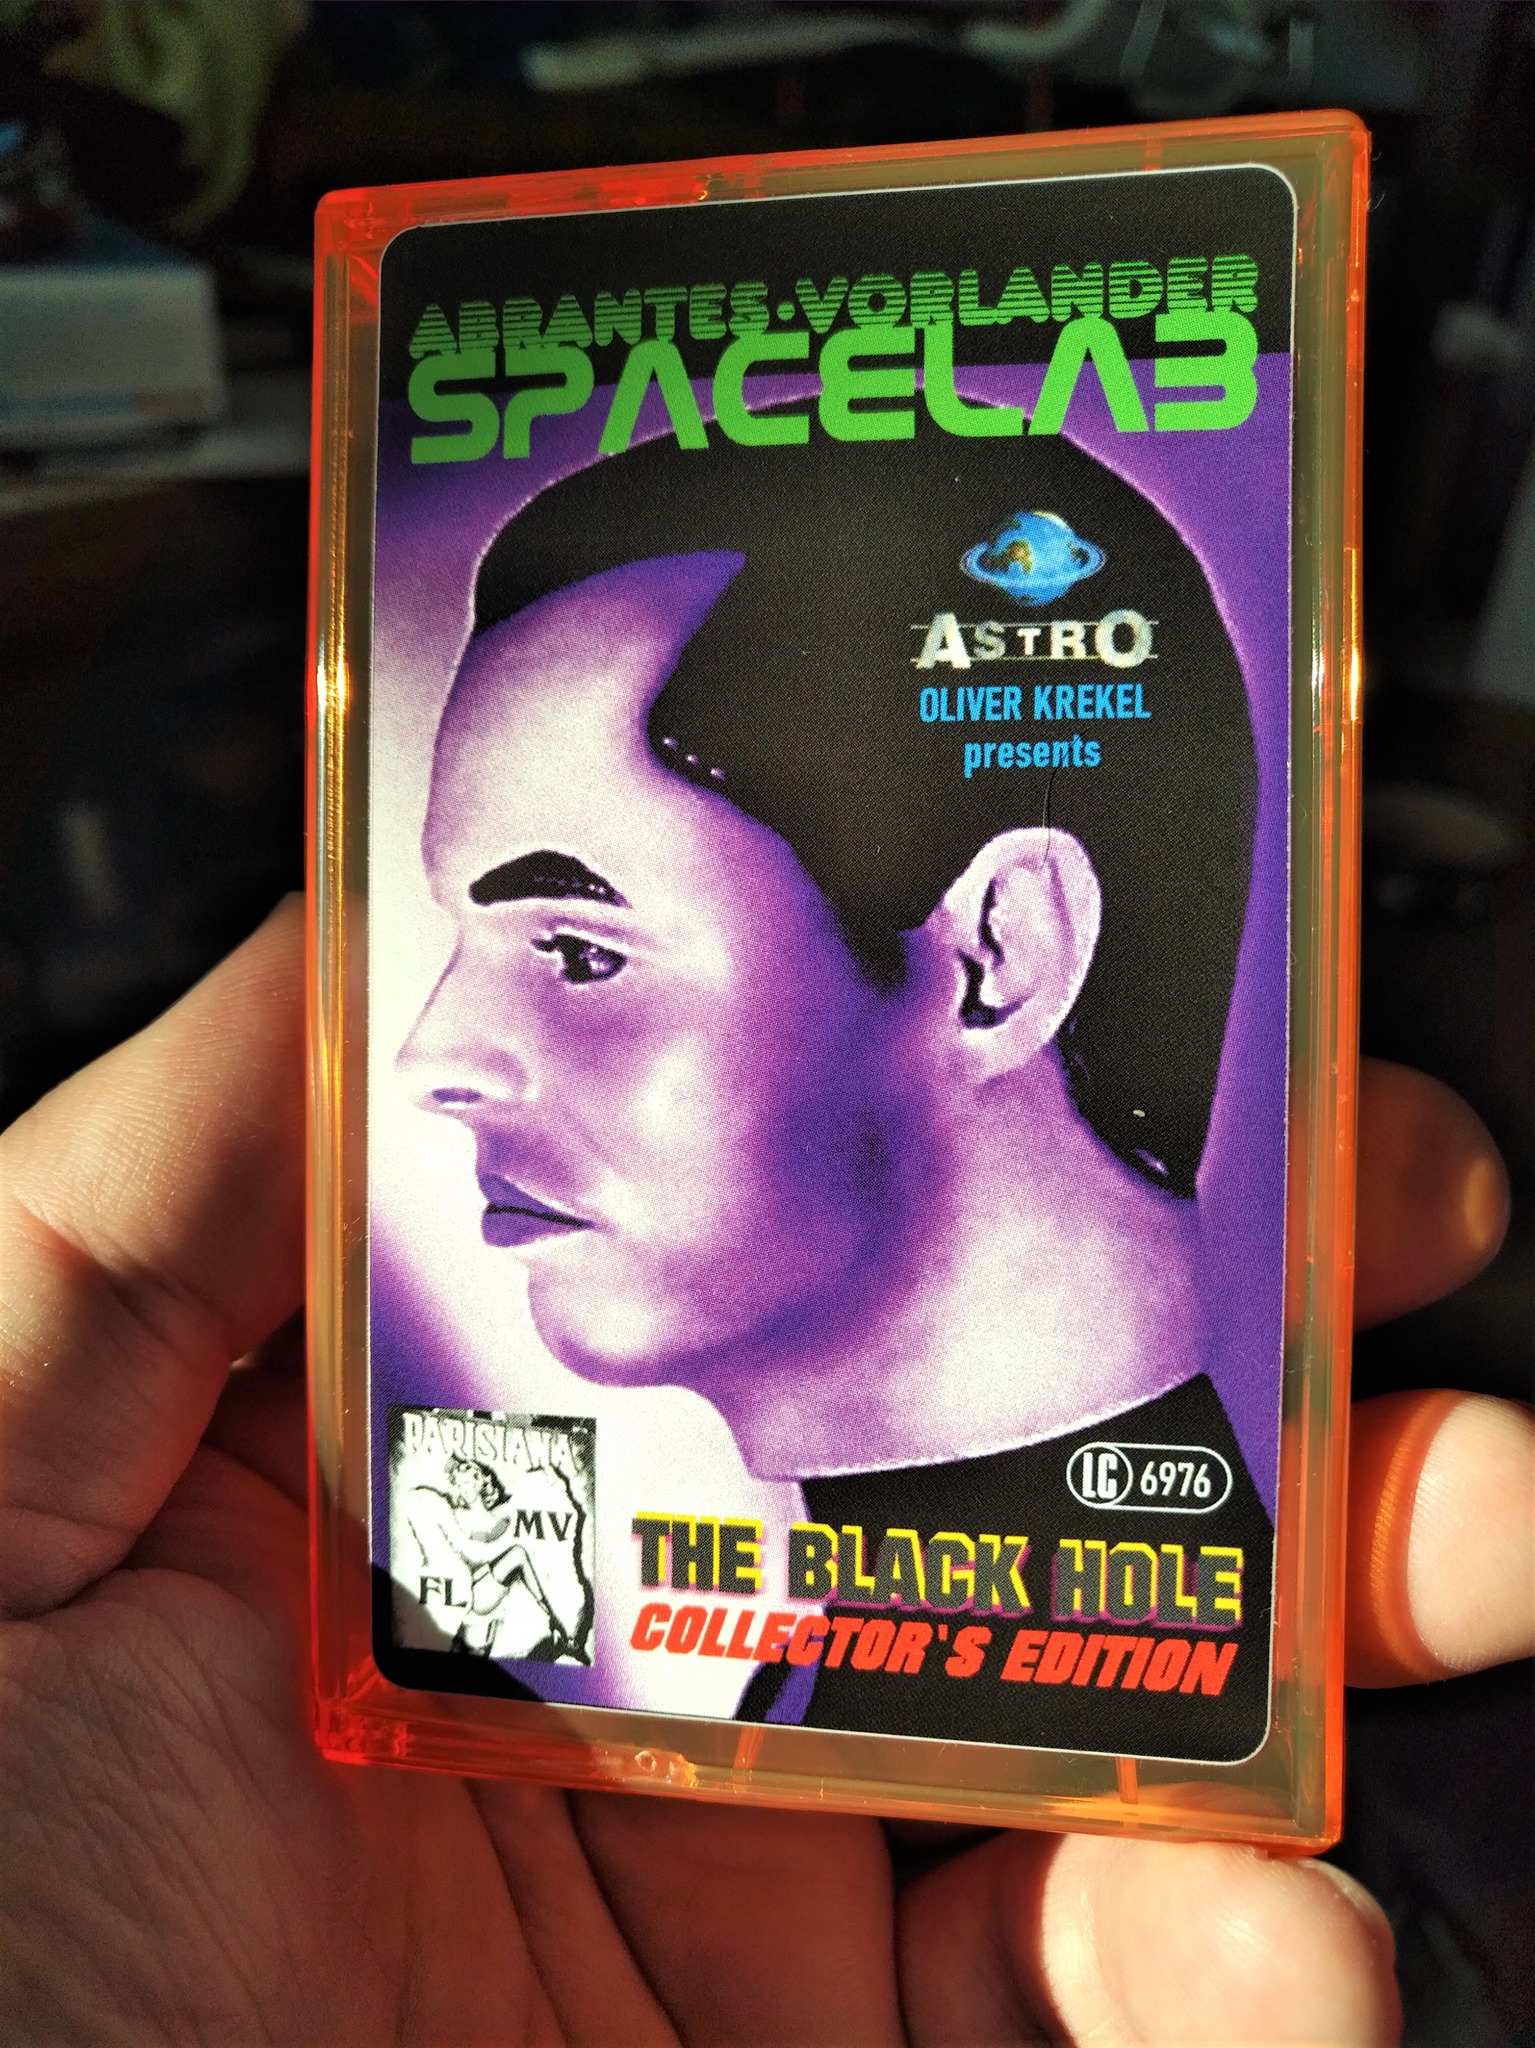 ABRANTES·VORLANDER
SPACELAB
ASTRO
OLIVER KREKEL
presents
PARISIANA
MV
FL
LC 6976
THE BLACK HOLE
COLLECTOR'S EDITION